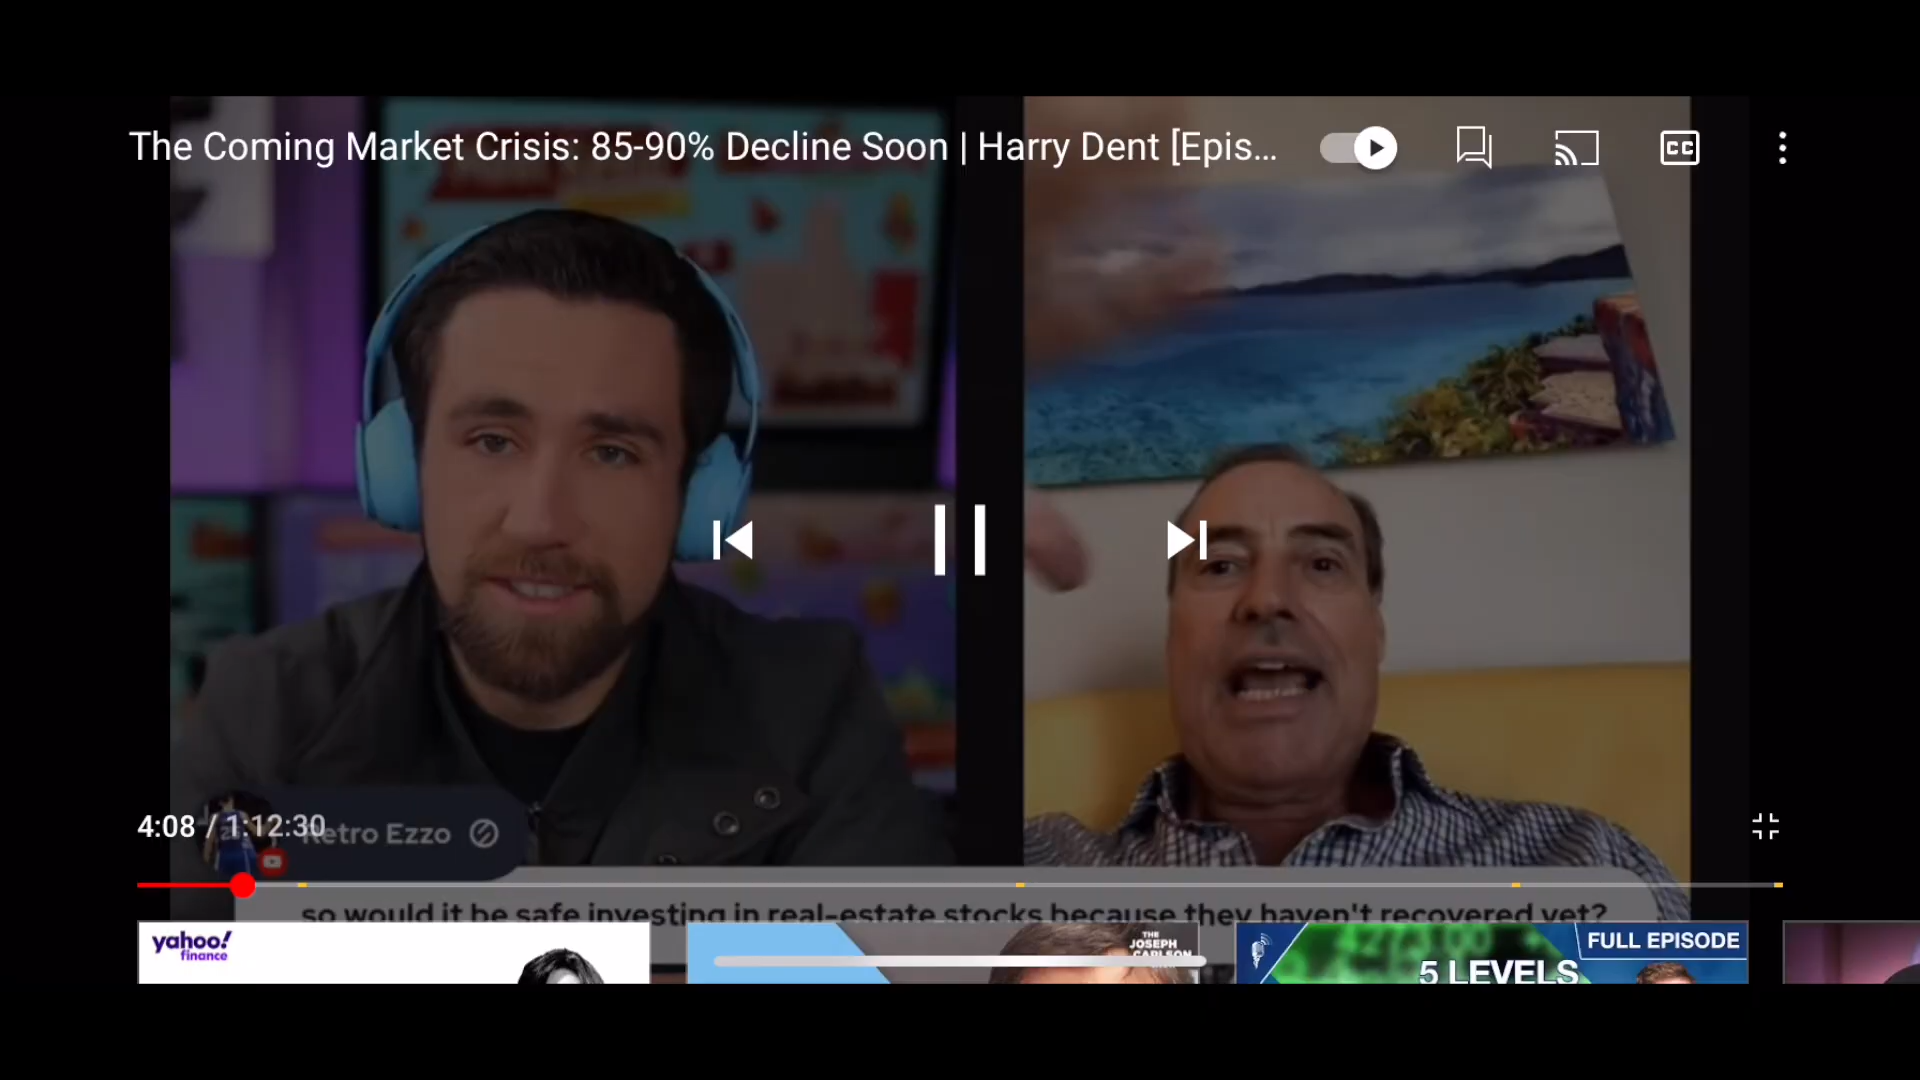 The Coming Market Crisis: 85-90% Decline Soon | Harry Dent [Epis...
CC
4:08 / 1:12:30
Retro Ezzo
so would it be safe investing in real-estate stocks because they haven't recovered yet?
yahoo!
finance
THE
JOSEPH
CARLSON
FULL EPISODE
5 LEVELS